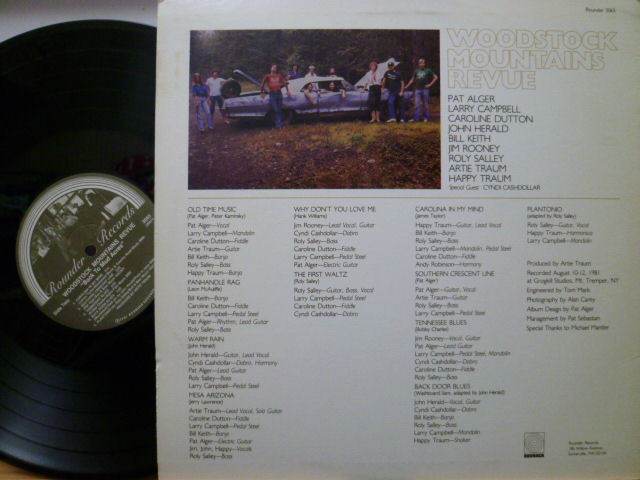 Rounder 3065
WOODSTOCK
MOUNTAINS
REVUE
PAT ALGER
LARRY CAMPBELL
CAROLINE DUTTON
JOHN HERALD
BILL KEITH
JIM ROONEY
ROLY SALLEY
ARTIE TRAUM
HAPPY TRAUM
Special Guest CYNDI CASHDOLLAR
Rounder Records
WOODSTOCK MOUNTAINS REVUE
OLD TIME MUSIC
(Pat Alger, Peter Kaminsky)
Pat Alger—Vocal
Larry Campbell—Mandolin
Caroline Dutton—Fiddle
Artie Traum—Guitar
Bill Keith—Banjo
Roly Salley—Bass
Happy Traum—Banjo
PANHANDLE RAG
(Leon McAuliffe)
Bill Keith—Banjo
Caroline Dutton—Fiddle
Larry Campbell—Pedal Steel
Pat Alger—Rhythm, Lead Guitar
Roly Salley—Bass
WARM RAIN
(John Herald)
John Herald—Guitar, Lead Vocal
Cyndi Cashdollar—Dobro, Harmony
Pat Alger—Lead Guitar
Roly Salley—Bass
Larry Campbell—Pedal Steel
MESA ARIZONA
(Jerry Lawrence)
Artie Traum—Lead Vocal, Solo Guitar
Caroline Dutton—Fiddle
Larry Campbell—Pedal Steel
Bill Keith—Banjo
Pat Alger—Electric Guitar
Jim, John, Happy—Vocals
Roly Salley—Bass
WHY DON'T YOU LOVE ME
(Hank Williams)
Jim Rooney—Lead Vocal, Guitar
Cyndi Cashdollar—Dobro
Roly Salley—Bass
Caroline Dutton—Fiddle
Larry Campbell—Pedal Steel
Pat Alger—Electric Guitar
THE FIRST WALTZ
(Roly Salley)
Roly Salley—Guitar, Bass, Vocal
Larry Campbell—Pedal Steel
Caroline Dutton—Fiddle
Cyndi Cashdollar—Dobro
CAROLINA IN MY MIND
(James Taylor)
Happy Traum—Guitar, Lead Vocal
Bill Keith—Banjo
Roly Salley—Bass
Larry Campbell—Mandolin, Pedal Steel
Caroline Dutton—Fiddle
Andy Robinson—Harmony
SOUTHERN CRESCENT LINE
(Pat Alger)
Pat Alger—Guitar, Vocal
Artie Traum—Guitar
Roly Salley—Bass
Larry Campbell—Pedal Steel
TENNESSEE BLUES
(Bobby Charles)
Jim Rooney—Vocal, Guitar
Pat Alger—Lead Guitar
Larry Campbell—Pedal Steel, Mandolin
Cyndi Cashdollar—Dobro
Caroline Dutton—Fiddle
Roly Salley—Bass
BACK DOOR BLUES
(Washboard Sam, adapted by John Herald)
John Herald—Vocal, Guitar
Cyndi Cashdollar—Dobro
Bill Keith—Banjo
Roly Salley—Bass
Larry Campbell—Mandolin
Happy Traum—Shaker
PLANTONIO
(adapted by Roly Salley)
Roly Salley—Guitar, Vocal
Happy Traum—Harmonica
Larry Campbell—Mandolin
Produced by Artie Traum
Recorded August 10-12, 1981
at Grogkill Studios, Mt. Tremper, NY
Engineered by Tom Mark
Photography by Alan Carey
Album Design by Pat Alger
Management by Pat Sebastian
Special Thanks to Michael Mantler
ROUNDER
Rounder Records
186 Willow Avenue
Somerville, MA 02144